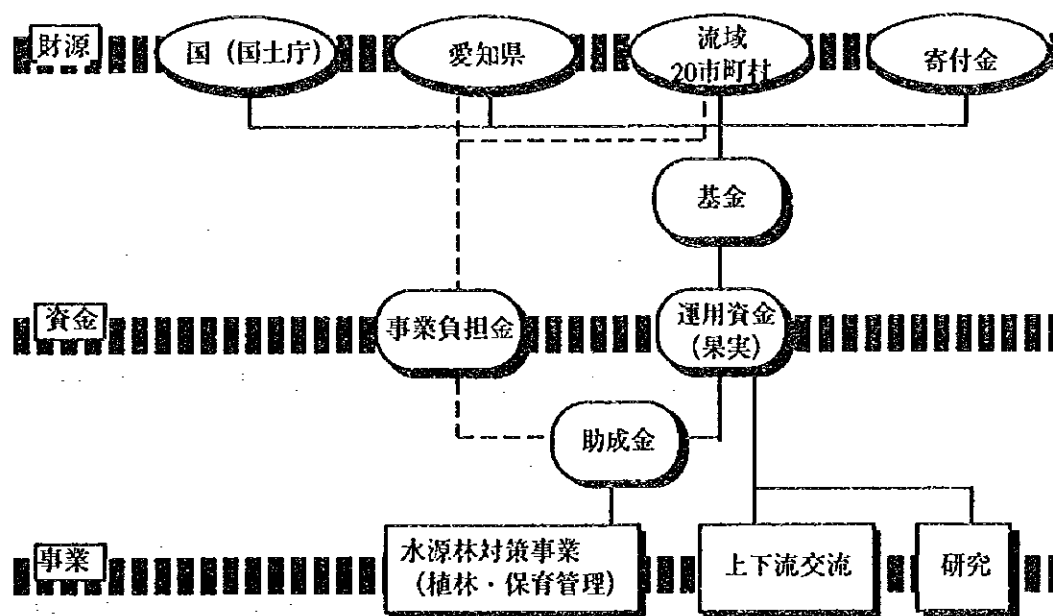 財源
国（国土庁）
愛知県
流域
20市町村
寄付金
基金
資金
事業負担金
運用資金
（果実）
助成金
事業
水源林対策事業
（植林・保育管理）
上下流交流
研究